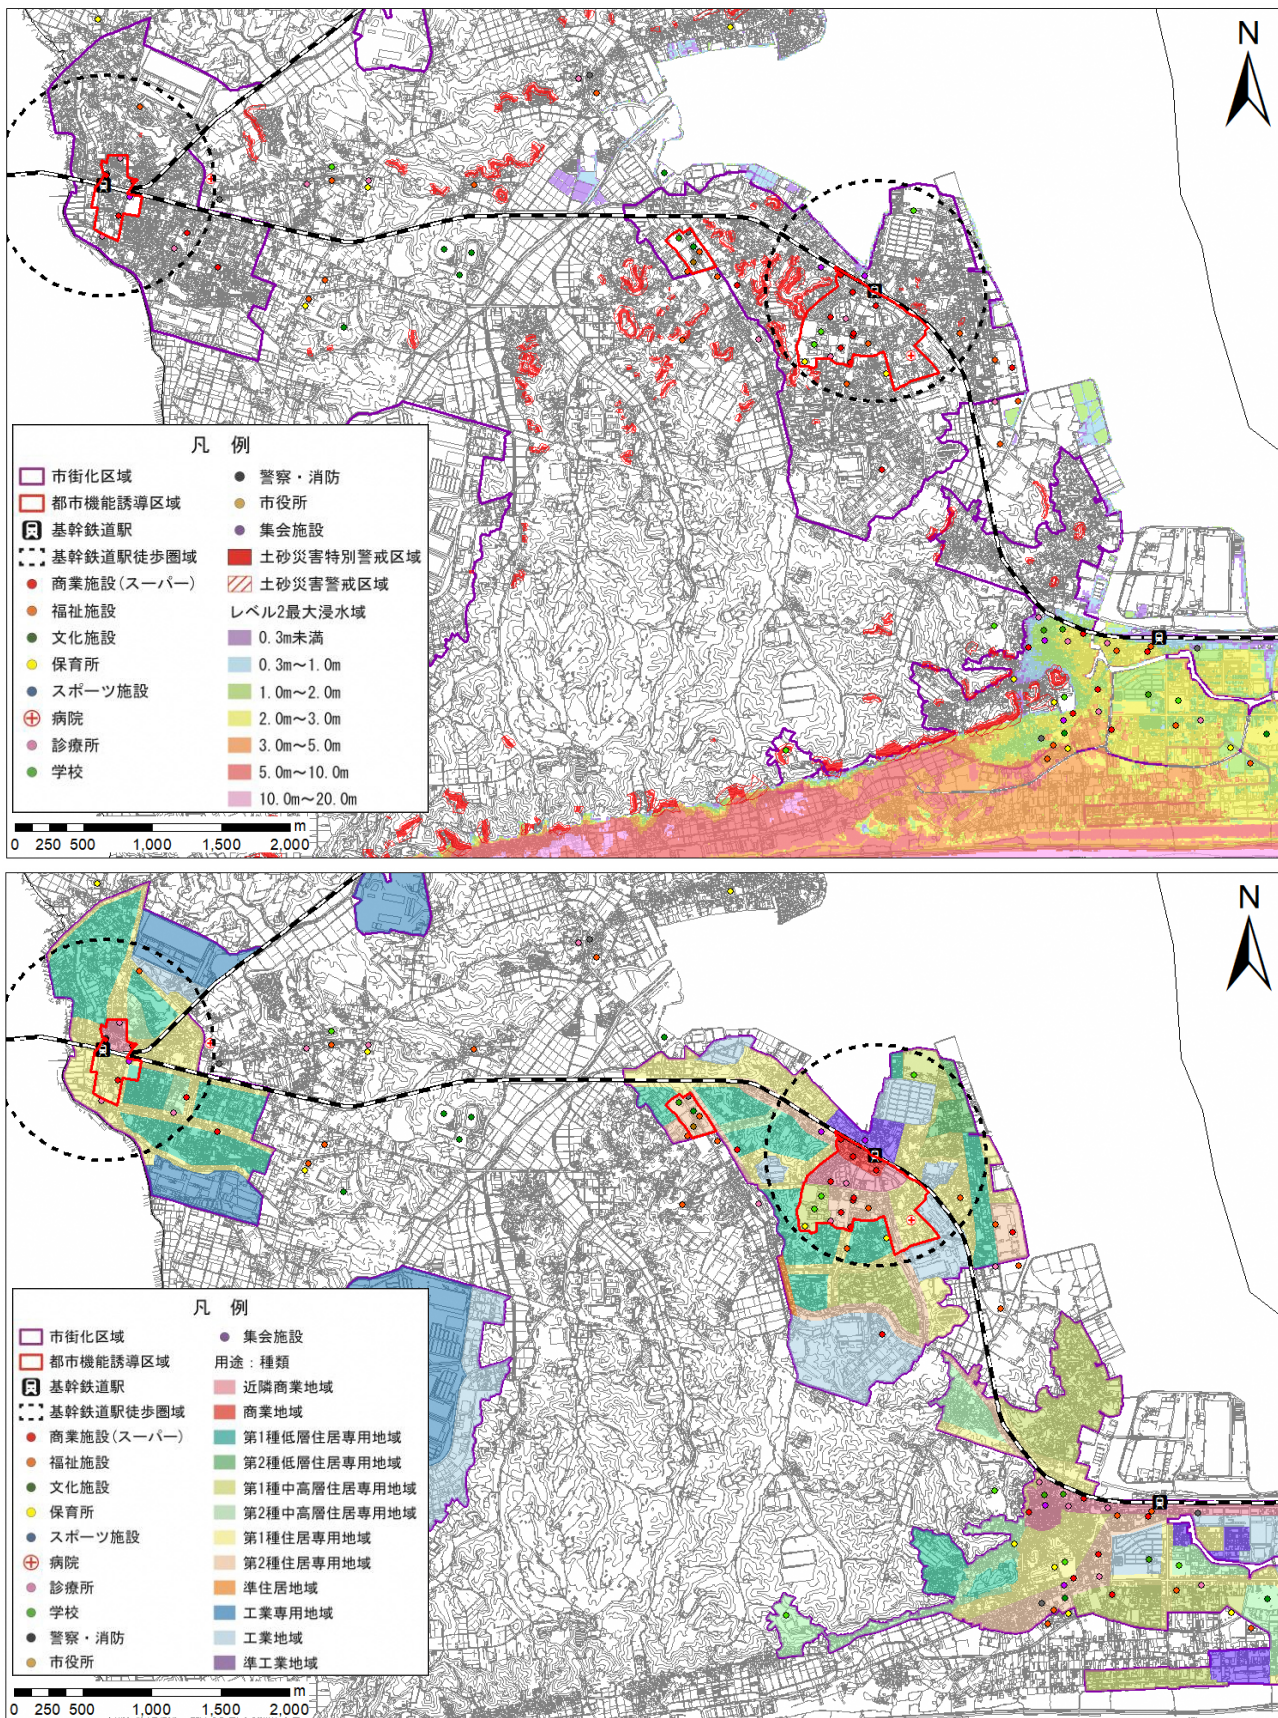 N
凡 例
市街化区域
都市機能誘導区域
基幹鉄道駅
基幹鉄道駅徒歩圏域
商業施設(スーパー)
福祉施設
文化施設
保育所
スポーツ施設
病院
診療所
学校
警察・消防
市役所
集会施設
土砂災害特別警戒区域
土砂災害警戒区域
レベル2最大浸水域
0.3m未満
0.3m～1.0m
1.0m～2.0m
2.0m～3.0m
3.0m～5.0m
5.0m～10.0m
10.0m～20.0m
m
0 250 500 1,000 1,500 2,000
N
凡 例
市街化区域
都市機能誘導区域
基幹鉄道駅
基幹鉄道駅徒歩圏域
商業施設(スーパー)
福祉施設
文化施設
保育所
スポーツ施設
病院
診療所
学校
警察・消防
市役所
集会施設
用途：種類
近隣商業地域
商業地域
第1種低層住居専用地域
第2種低層住居専用地域
第1種中高層住居専用地域
第2種中高層住居専用地域
第1種住居専用地域
第2種住居専用地域
準住居地域
工業専用地域
工業地域
準工業地域
m
0 250 500 1,000 1,500 2,000